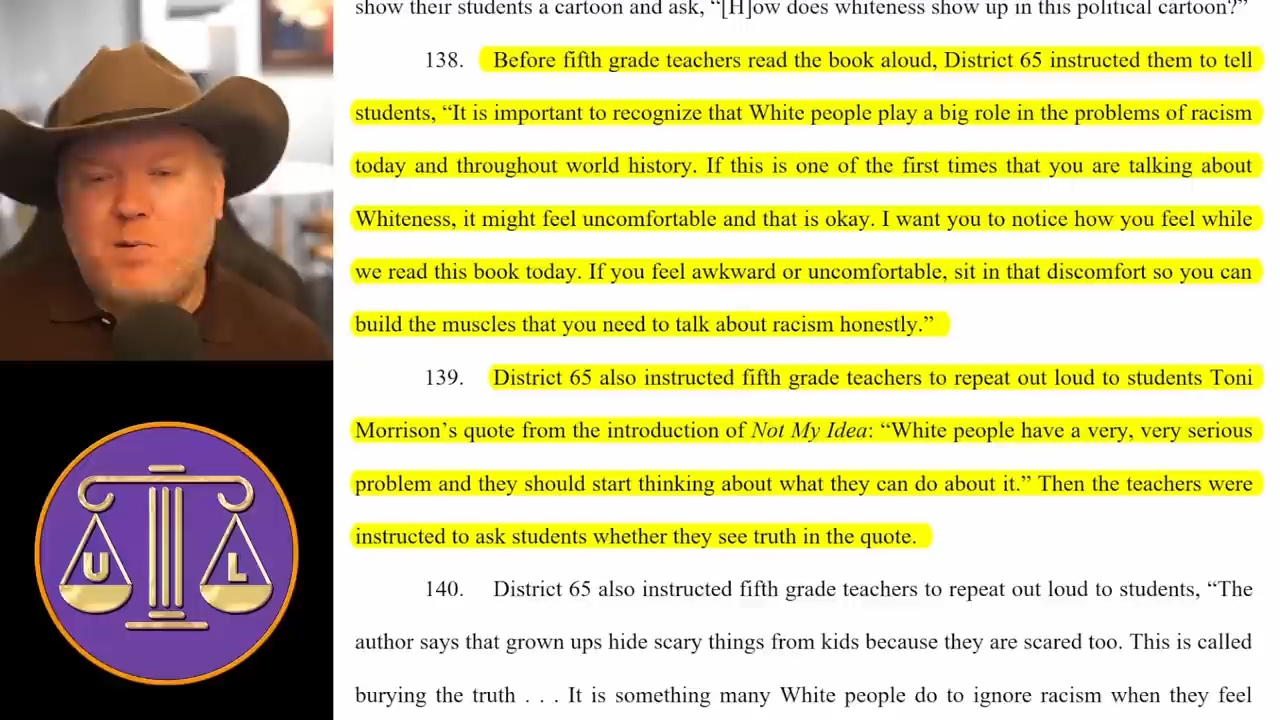 show their students a cartoon and ask, “[H]ow does whiteness show up in this political cartoon?”
138. Before fifth grade teachers read the book aloud, District 65 instructed them to tell
students, “It is important to recognize that White people play a big role in the problems of racism
today and throughout world history. If this is one of the first times that you are talking about
Whiteness, it might feel uncomfortable and that is okay. I want you to notice how you feel while
we read this book today. If you feel awkward or uncomfortable, sit in that discomfort so you can
build the muscles that you need to talk about racism honestly.”
139. District 65 also instructed fifth grade teachers to repeat out loud to students Toni
Morrison’s quote from the introduction of Not My Idea: “White people have a very, very serious
problem and they should start thinking about what they can do about it.” Then the teachers were
instructed to ask students whether they see truth in the quote.
140. District 65 also instructed fifth grade teachers to repeat out loud to students, “The
author says that grown ups hide scary things from kids because they are scared too. This is called
burying the truth . . . It is something many White people do to ignore racism when they feel
U L